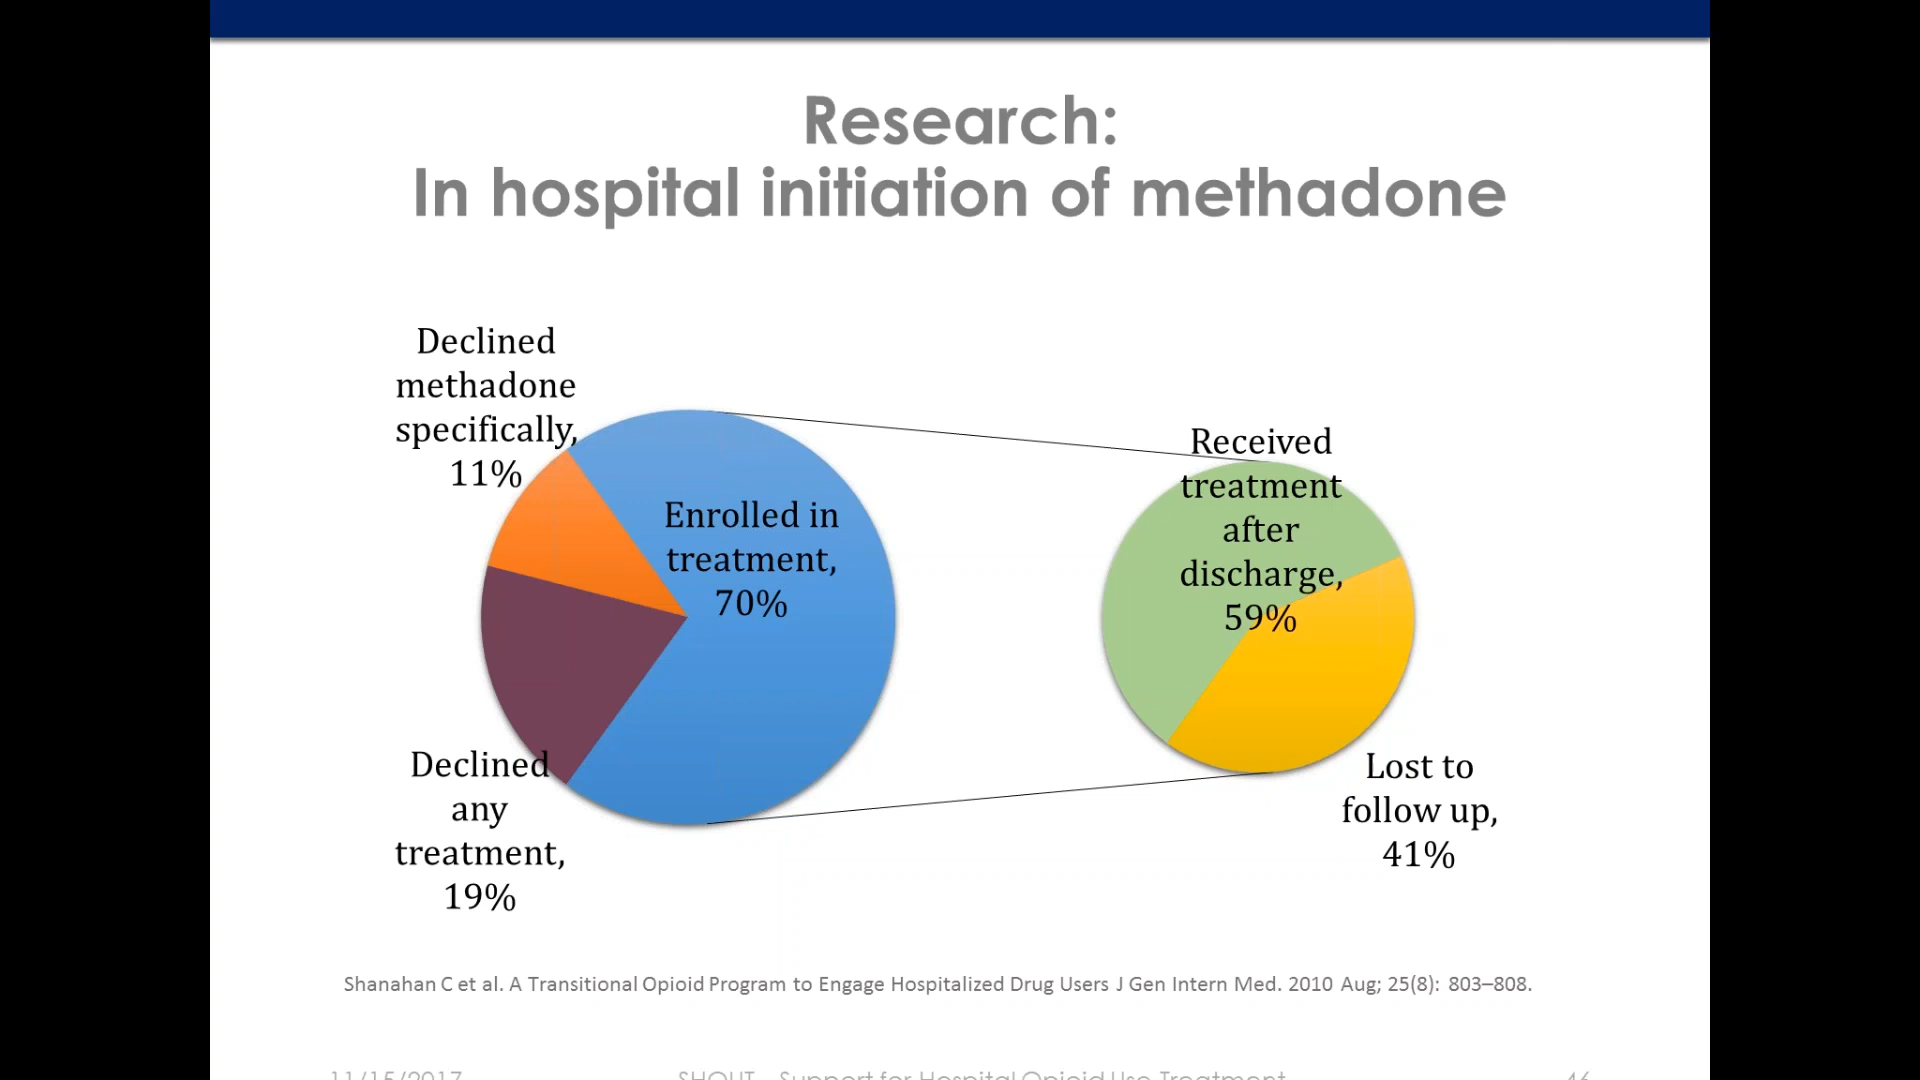 Research:
In hospital initiation of methadone
Declined
methadone
specifically,
11%
Enrolled in
treatment,
70%
Declined
any
treatment,
19%
Received
treatment
after
discharge,
59%
Lost to
follow up,
41%
Shanahan C et al. A Transitional Opioid Program to Engage Hospitalized Drug Users J Gen Intern Med. 2010 Aug; 25(8): 803–808.
11/15/2017
SHOUT - Support for Hospital Opioid Use Treatment
46